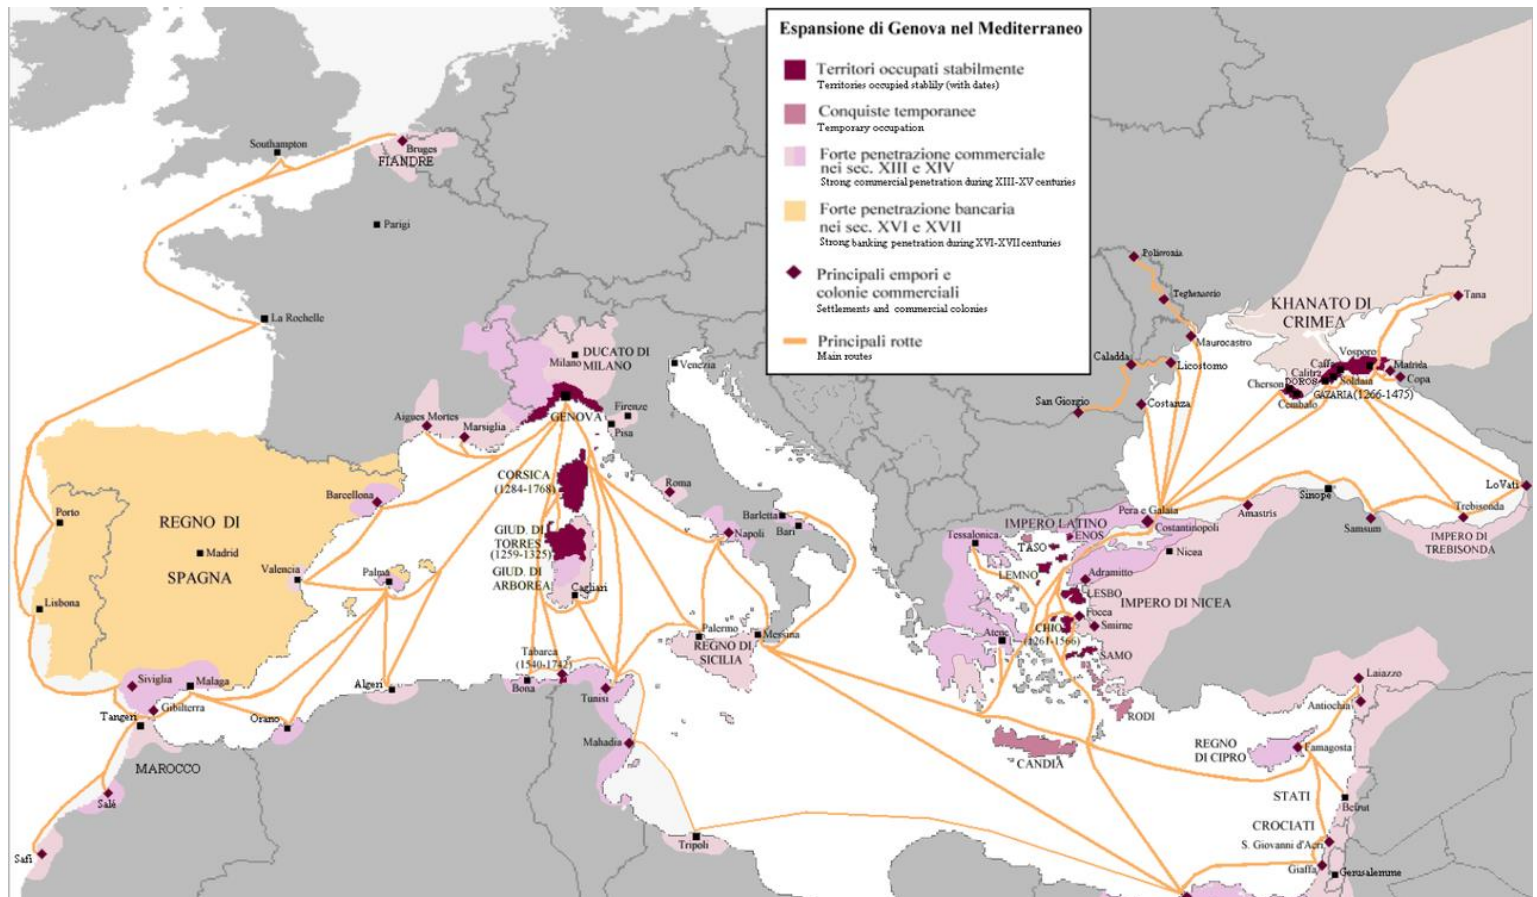 Espansione di Genova nel Mediterraneo
Territori occupati stabilmente
Territories occupied stablily (with dates)
Conquiste temporanee
Temporary occupation
Forte penetrazione commerciale
nei sec. XIII e XIV
Strong commercial penetration during XIII-XV centuries
Forte penetrazione bancaria
nei sec. XVI e XVII
Strong banking penetration during XVI-XVII centuries
Principali empori e
colonie commerciali
Settlements and commercial colonies
Principali rotte
Main routes
Southampton
Bruges
FIANDRE
Parigi
La Rochelle
Milano
DUCATO DI
MILANO
Venezia
GENOVA
Firenze
Pisa
Aigues Mortes
Marsiglia
CORSICA
(1284-1768)
GIUD. DI
TORRES
(1259-1325)
GIUD. DI
ARBOREA
Cagliari
Roma
Napoli
Barletta
Bari
Barcellona
Porto
REGNO DI
SPAGNA
Madrid
Lisbona
Valencia
Palma
Siviglia
Malaga
Gibilterra
Tangeri
MAROCCO
Salé
Safi
Orano
Algeri
Tabarca
(1540-1742)
Bona
Tunisi
Mahadia
Tripoli
Palermo
Messina
REGNO DI
SICILIA
Teghenaorio
Maurocastro
Caladda
Licostomo
San Giorgio
Costanza
KHANATO DI
CRIMEA
Tana
Vosporo
Caffa
Matrida
Copa
Soldaia
Cherson
DOROS
Cembalo
GAZARIA (1266-1475)
LoVati
Trebisonda
IMPERO DI
TREBISONDA
Samsum
Sinope
Amastris
Pera e Galata
Costantinopoli
IMPERO LATINO
ENOS
Nicea
Tessalonica
TASO
LEMNO
Adramitto
LESBO
IMPERO DI NICEA
Focea
Smirne
CHIO
(1261-1566)
Atene
SAMO
RODI
CANDIA
Laiazzo
Antiochia
REGNO
DI CIPRO
Famagosta
STATI
CROCIATI
Beirut
S. Giovanni d'Acri
Giaffa
Gerusalemme